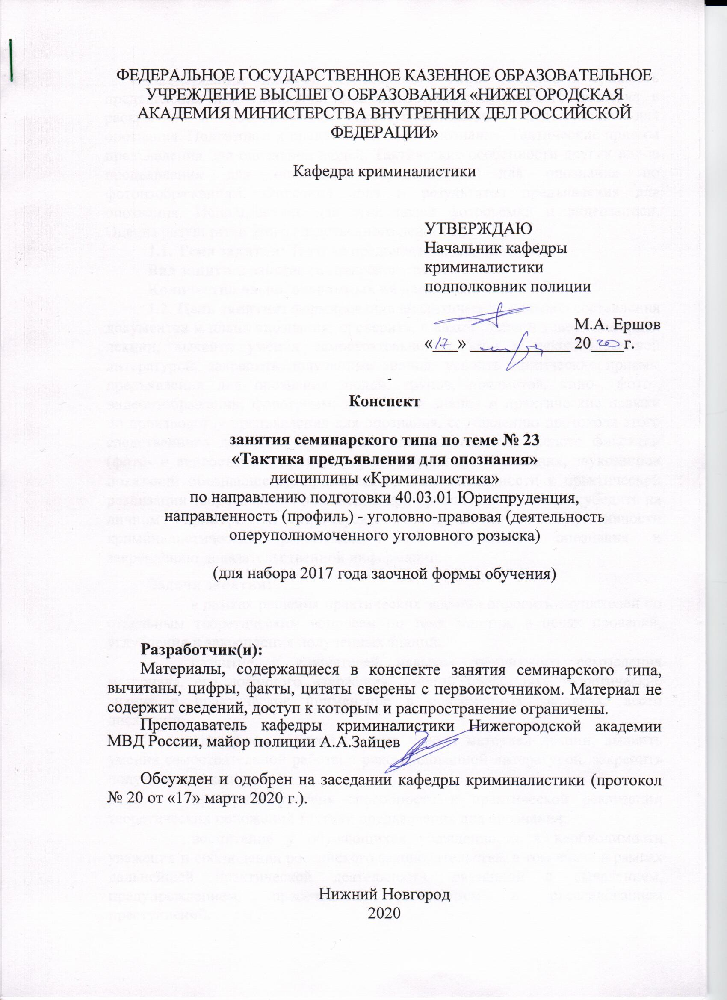 ФЕДЕРАЛЬНОЕ ГОСУДАРСТВЕННОЕ КАЗЕННОЕ ОБРАЗОВАТЕЛЬНОЕ
УЧРЕЖДЕНИЕ ВЫСШЕГО ОБРАЗОВАНИЯ «НИЖЕГОРОДСКАЯ
АКАДЕМИЯ МИНИСТЕРСТВА ВНУТРЕННИХ ДЕЛ РОССИЙСКОЙ
ФЕДЕРАЦИИ»
Кафедра криминалистики
УТВЕРЖДАЮ
Начальник кафедры
криминалистики
подполковник полиции
М.А. Ершов
«17» 2020г.
Конспект
занятия семинарского типа по теме № 23
«Тактика предъявления для опознания»
дисциплины «Криминалистика»
по направлению подготовки 40.03.01 Юриспруденция,
направленность (профиль) - уголовно-правовая (деятельность
оперуполномоченного уголовного розыска)
(для набора 2017 года заочной формы обучения)
Разработчик(и):
Материалы, содержащиеся в конспекте занятия семинарского типа,
вычитаны, цифры, факты, цитаты сверены с первоисточником. Материал не
содержит сведений, доступ к которым и распространение ограничены.
Преподаватель кафедры криминалистики Нижегородской академии
МВД России, майор полиции А.А.Зайцев
Обсужден и одобрен на заседании кафедры криминалистики (протокол
№ 20 от «17» марта 2020 г.).
Нижний Новгород
2020